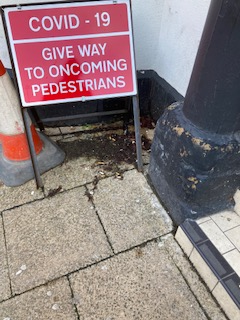 COVID - 19
GIVE WAY
TO ONCOMING
PEDESTRIANS